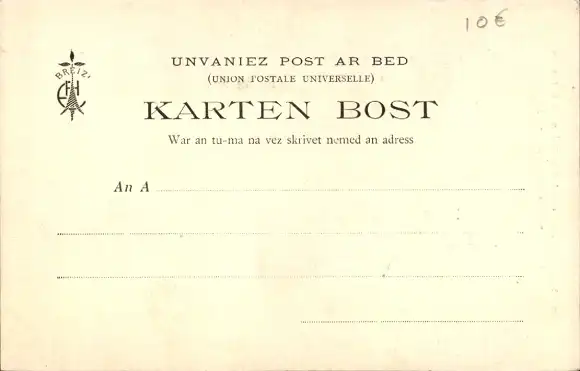 10€
BREIZ
UNVANIEZ POST AR BED
(UNION POSTALE UNIVERSELLE)
KARTEN BOST
War an tu-ma na vez skrivet nemed an adress
An A